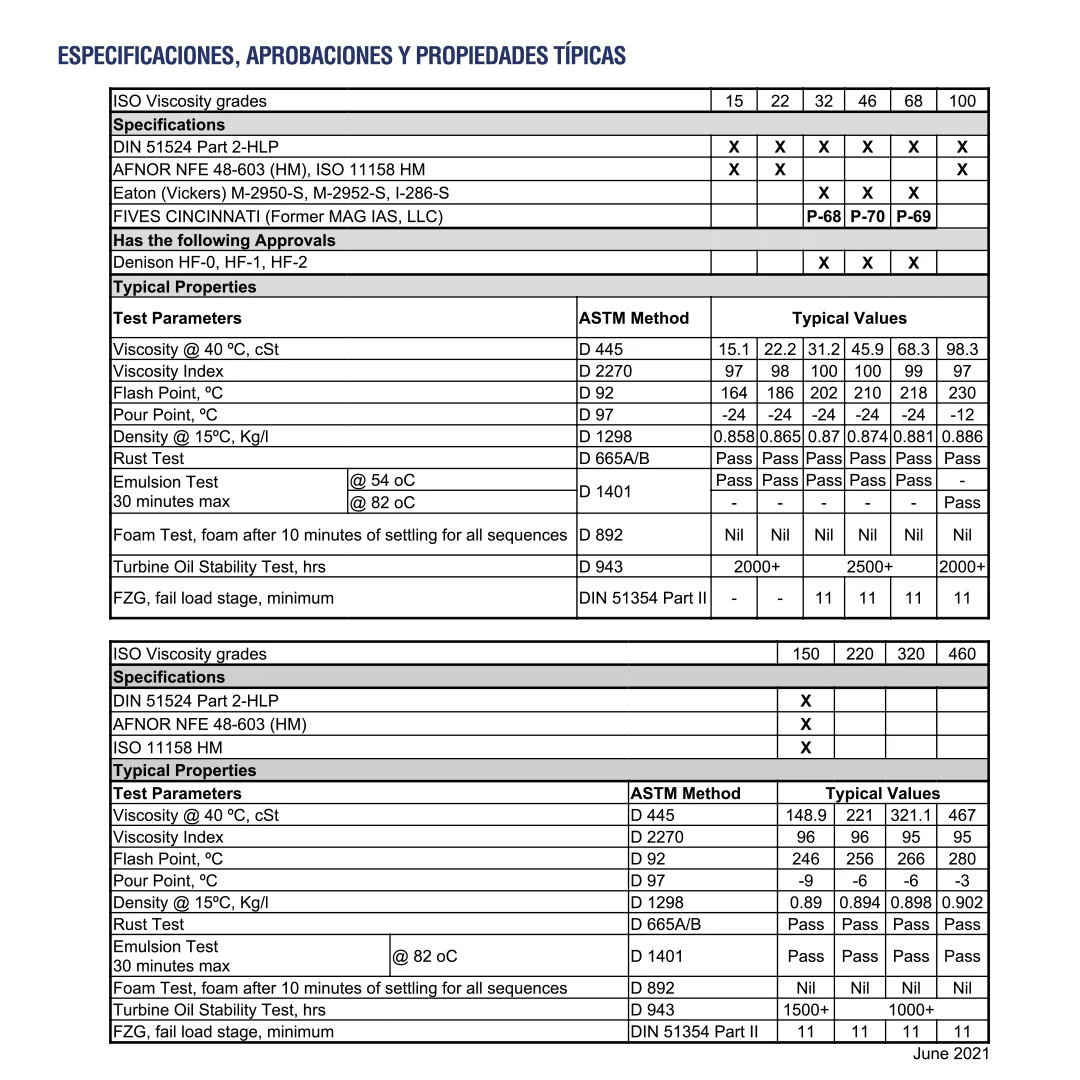 ESPECIFICACIONES, APROBACIONES Y PROPIEDADES TÍPICAS
ISO Viscosity grades 15 22 32 46 68 100
Specifications
DIN 51524 Part 2-HLP X X X X X X
AFNOR NFE 48-603 (HM), ISO 11158 HM X X X
Eaton (Vickers) M-2950-S, M-2952-S, I-286-S X X X
FIVES CINCINNATI (Former MAG IAS, LLC) P-68 P-70 P-69
Has the following Approvals
Denison HF-0, HF-1, HF-2 X X X
Typical Properties
Test Parameters ASTM Method Typical Values
Viscosity @ 40 ºC, cSt D 445 15.1 22.2 31.2 45.9 68.3 98.3
Viscosity Index D 2270 97 98 100 100 99 97
Flash Point, ºC D 92 164 186 202 210 218 230
Pour Point, ºC D 97 -24 -24 -24 -24 -24 -12
Density @ 15ºC, Kg/l D 1298 0.858 0.865 0.87 0.874 0.881 0.886
Rust Test D 665A/B Pass Pass Pass Pass Pass Pass
Emulsion Test @ 54 oC D 1401 Pass Pass Pass Pass Pass -
30 minutes max @ 82 oC - - - - - Pass
Foam Test, foam after 10 minutes of settling for all sequences D 892 Nil Nil Nil Nil Nil Nil
Turbine Oil Stability Test, hrs D 943 2000+ 2500+ 2000+
FZG, fail load stage, minimum DIN 51354 Part II - - 11 11 11 11
ISO Viscosity grades 150 220 320 460
Specifications
DIN 51524 Part 2-HLP X
AFNOR NFE 48-603 (HM) X
ISO 11158 HM X
Typical Properties
Test Parameters ASTM Method Typical Values
Viscosity @ 40 ºC, cSt D 445 148.9 221 321.1 467
Viscosity Index D 2270 96 96 95 95
Flash Point, ºC D 92 246 256 266 280
Pour Point, ºC D 97 -9 -6 -6 -3
Density @ 15ºC, Kg/l D 1298 0.89 0.894 0.898 0.902
Rust Test D 665A/B Pass Pass Pass Pass
Emulsion Test
30 minutes max @ 82 oC D 1401 Pass Pass Pass Pass
Foam Test, foam after 10 minutes of settling for all sequences D 892 Nil Nil Nil Nil
Turbine Oil Stability Test, hrs D 943 1500+ 1000+
FZG, fail load stage, minimum DIN 51354 Part II 11 11 11 11
June 2021